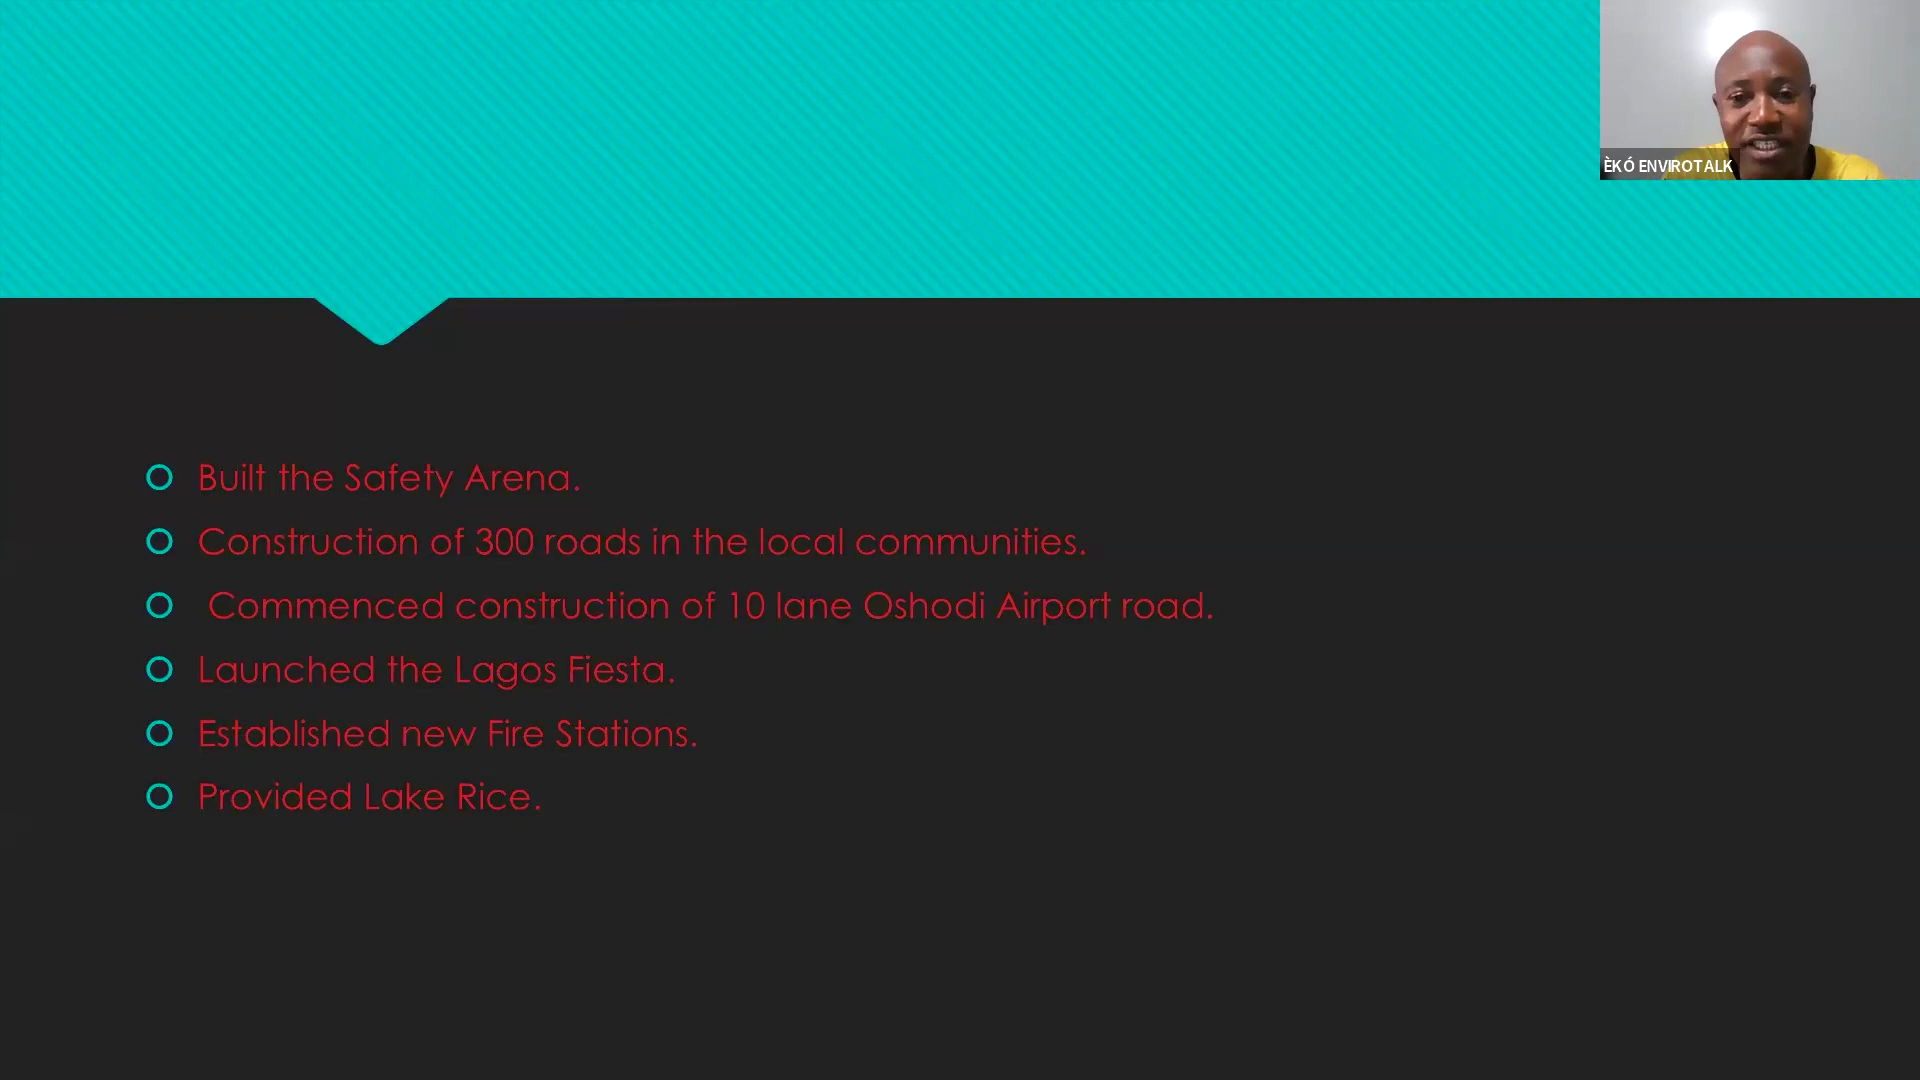 ÈKÓ ENVIROTALK
Built the Safety Arena.
Construction of 300 roads in the local communities.
Commenced construction of 10 lane Oshodi Airport road.
Launched the Lagos Fiesta.
Established new Fire Stations.
Provided Lake Rice.